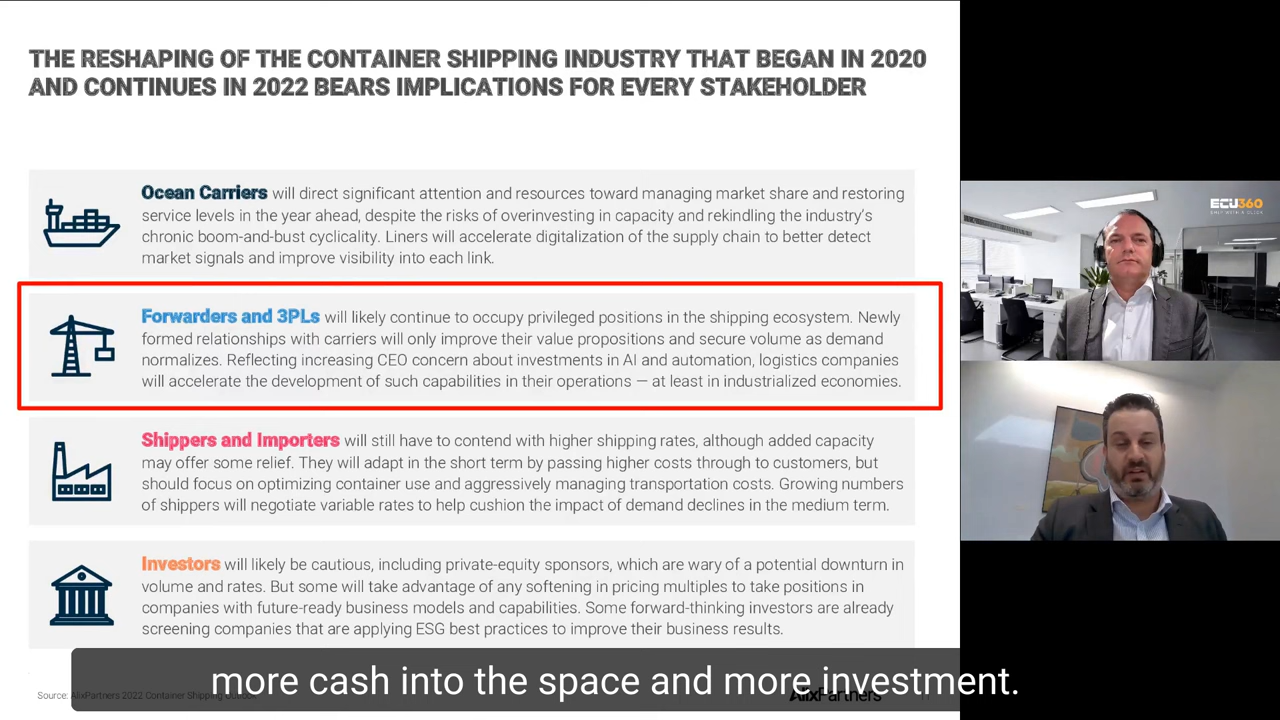 THE RESHAPING OF THE CONTAINER SHIPPING INDUSTRY THAT BEGAN IN 2020
AND CONTINUES IN 2022 BEARS IMPLICATIONS FOR EVERY STAKEHOLDER
Ocean Carriers will direct significant attention and resources toward managing market share and restoring
service levels in the year ahead, despite the risks of overinvesting in capacity and rekindling the industry's
chronic boom-and-bust cyclicality. Liners will accelerate digitalization of the supply chain to better detect
market signals and improve visibility into each link.
Forwarders and 3PLs will likely continue to occupy privileged positions in the shipping ecosystem. Newly
formed relationships with carriers will only improve their value propositions and secure volume as demand
normalizes. Reflecting increasing CEO concern about investments in AI and automation, logistics companies
will accelerate the development of such capabilities in their operations — at least in industrialized economies.
Shippers and Importers will still have to contend with higher shipping rates, although added capacity
may offer some relief. They will adapt in the short term by passing higher costs through to customers, but
should focus on optimizing container use and aggressively managing transportation costs. Growing numbers
of shippers will negotiate variable rates to help cushion the impact of demand declines in the medium term.
Investors will likely be cautious, including private-equity sponsors, which are wary of a potential downturn in
volume and rates. But some will take advantage of any softening in pricing multiples to take positions in
companies with future-ready business models and capabilities. Some forward-thinking investors are already
screening companies that are applying ESG best practices to improve their business results.
Source: AlixPartners 2022 Container Shipping Outlook
AlixPartners
more cash into the space and more investment.
ECU360
ONLY WITH A CLICK